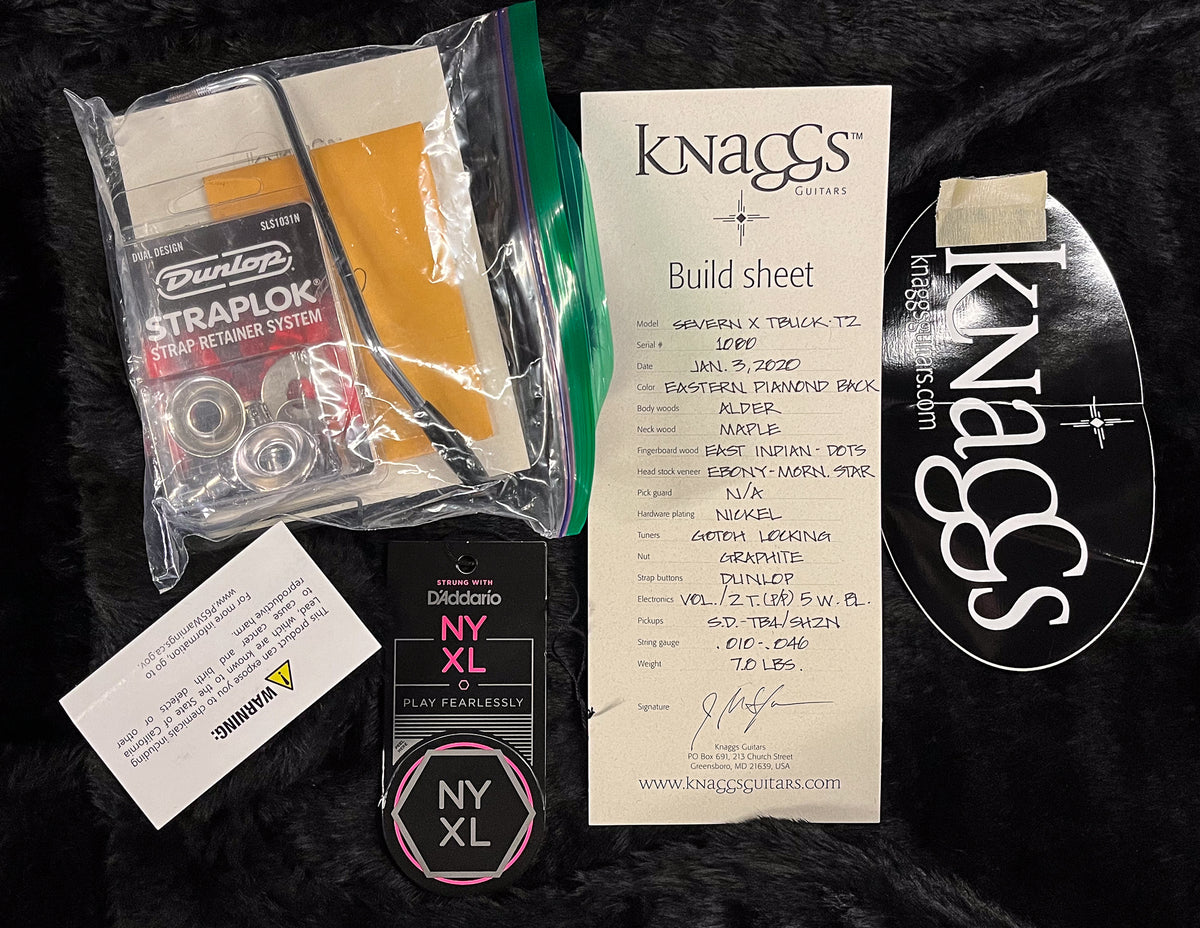 DUAL DESIGN
SLS1031N
Dunlop
STRAPLOK®
STRAP RETAINER SYSTEM
KNaGGS™
GUITARS
Build sheet
Model SEVERN X TBUCK-T2
Serial # 1080
Date JAN. 3, 2020
Color EASTERN DIAMOND BACK
Body woods ALDER
Neck wood MAPLE
Fingerboard wood EAST INDIAN - DOTS
Head stock veneer EBONY-MORN. STAR
Pick guard N/A
Hardware plating NICKEL
Tuners GOTOH LOCKING
Nut GRAPHITE
Strap buttons DUNLOP
Electronics VOL./2 T.(P/P) 5 W. BL.
Pickups S.D.-TB4/SH2N
String gauge .010-.046
Weight 7.0 LBS.
Signature
Knaggs Guitars
PO Box 691, 213 Church Street
Greensboro, MD 21639, USA
www.KNaGGSGUITARS.com
KNaGGS
knaggsguitars.com
WARNING:
This product can expose you to chemicals including
Lead, which are known to the State of California
to cause cancer and birth defects or other
reproductive harm.
For more information, go to
www.P65Warnings.ca.gov.
STRUNG WITH
D'Addario
NY
XL
PLAY FEARLESSLY
NY
XL